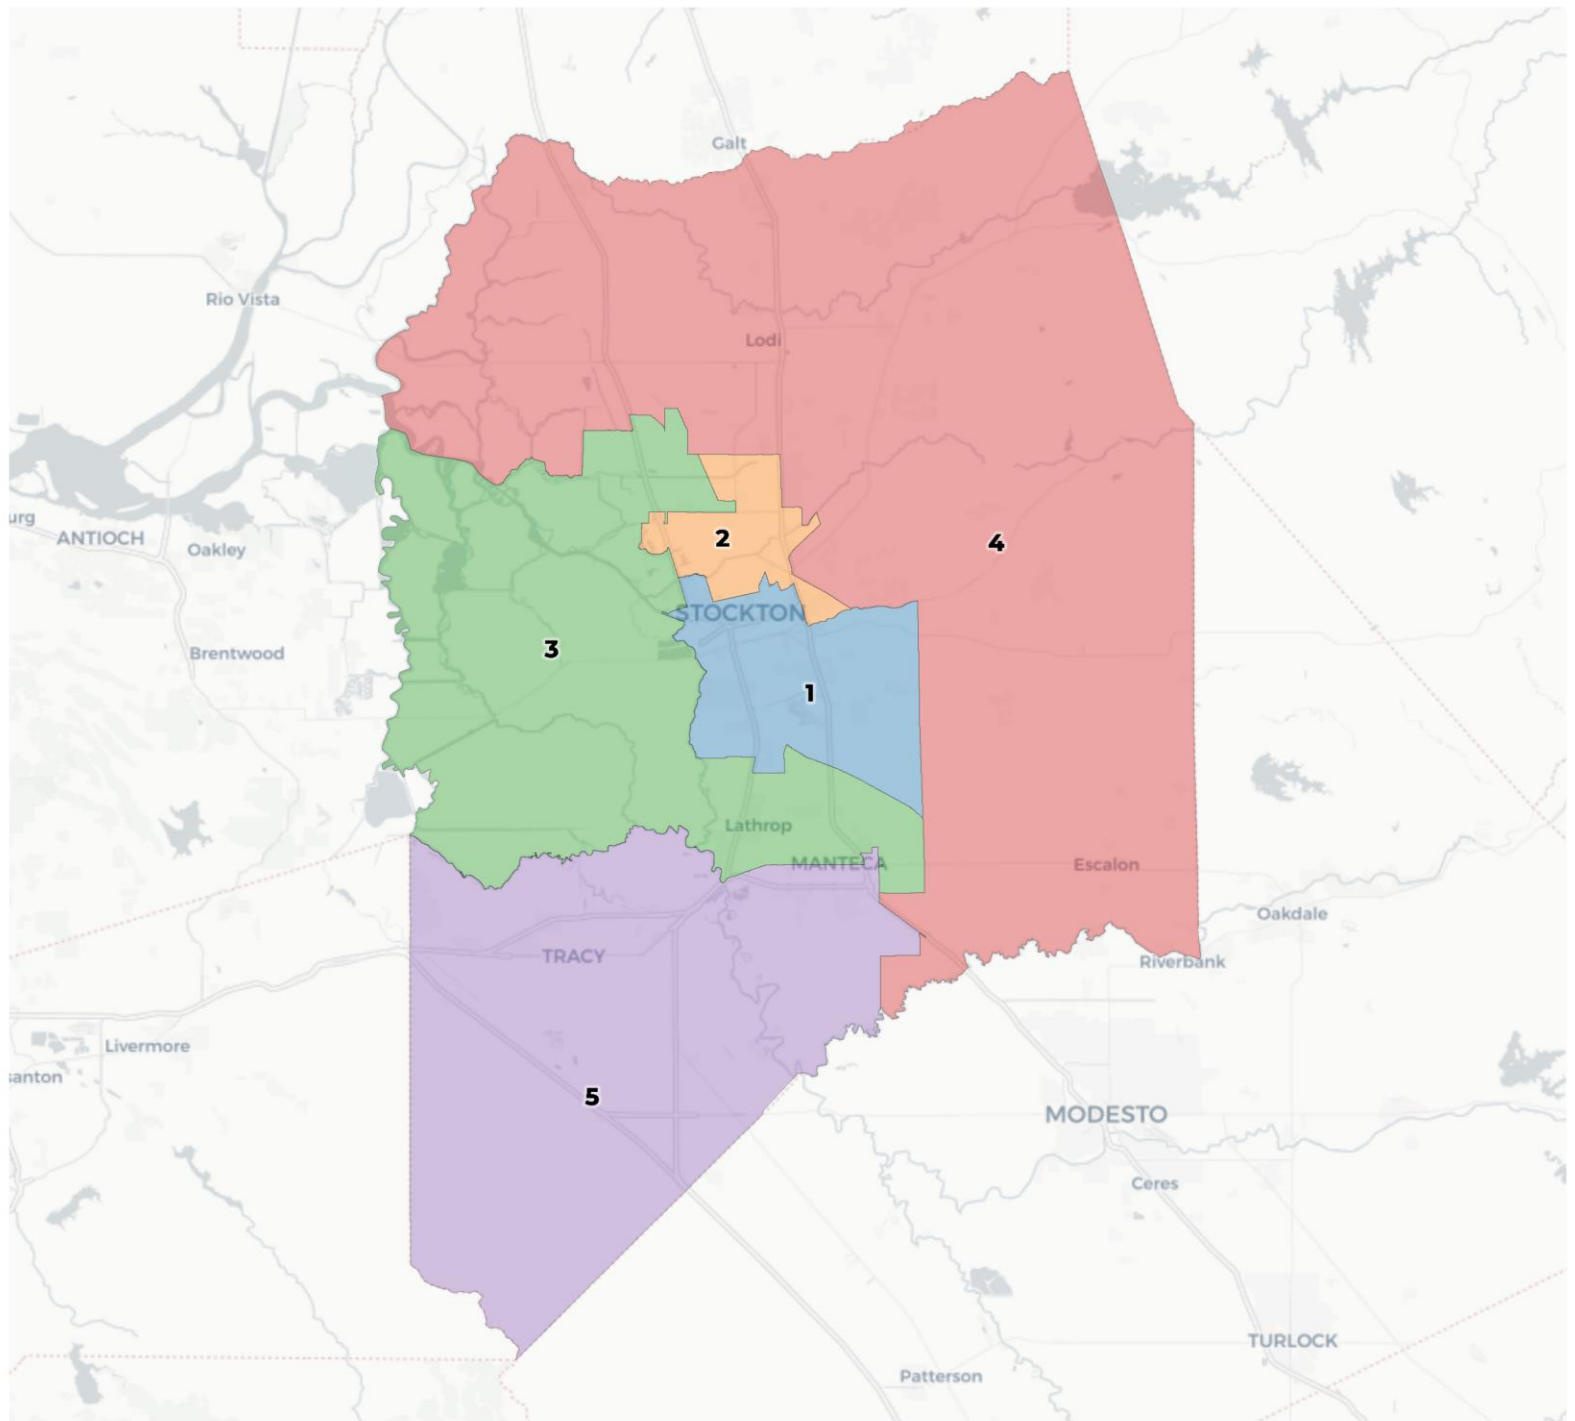 Galt
Rio Vista
Lodi
urg
ANTIOCH
Oakley
2
4
STOCKTON
Brentwood
3
1
Lathrop
MANTECA
Escalon
Oakdale
TRACY
Riverbank
Livermore
santon
5
MODESTO
Ceres
TURLOCK
Patterson